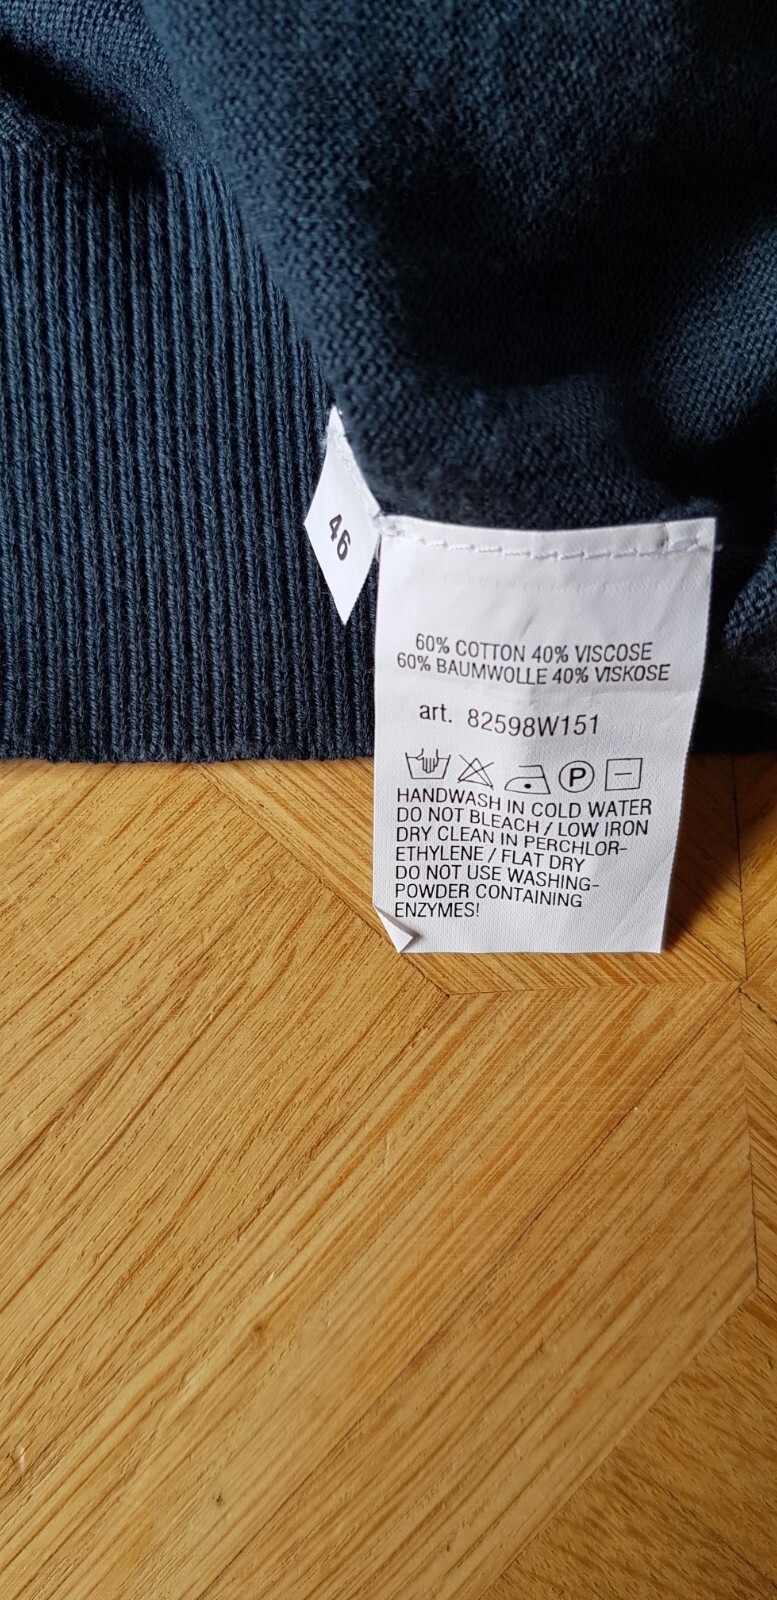 46
60% COTTON 40% VISCOSE
60% BAUMWOLLE 40% VISKOSE
art. 82598W151
P
HANDWASH IN COLD WATER
DO NOT BLEACH / LOW IRON
DRY CLEAN IN PERCHLOR-
ETHYLENE / FLAT DRY
DO NOT USE WASHING-
POWDER CONTAINING
ENZYMES!